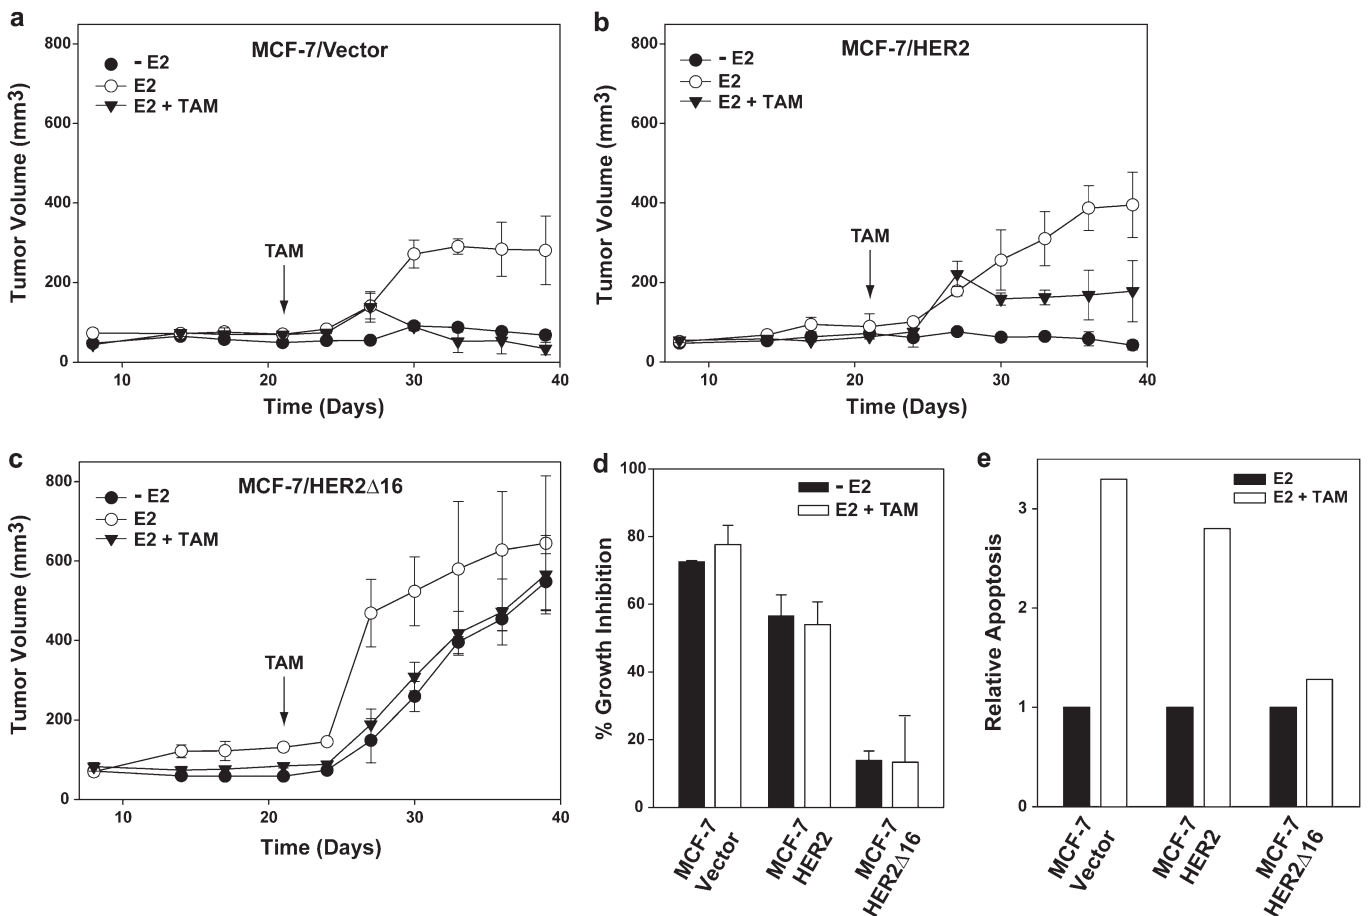 a
MCF-7/Vector
- E2
E2
E2 + TAM
TAM
800
600
400
200
0
10
20
30
40
Tumor Volume (mm3)
Time (Days)
b
MCF-7/HER2
- E2
E2
E2 + TAM
TAM
800
600
400
200
0
10
20
30
40
Tumor Volume (mm3)
Time (Days)
c
MCF-7/HER2Δ16
- E2
E2
E2 + TAM
TAM
800
600
400
200
0
10
20
30
40
Tumor Volume (mm3)
Time (Days)
d
- E2
E2 + TAM
100
80
60
40
20
0
% Growth Inhibition
MCF-7
Vector
MCF-7
HER2
MCF-7
HER2Δ16
e
E2
E2 + TAM
3
2
1
0
Relative Apoptosis
MCF-7
Vector
MCF-7
HER2
MCF-7
HER2Δ16